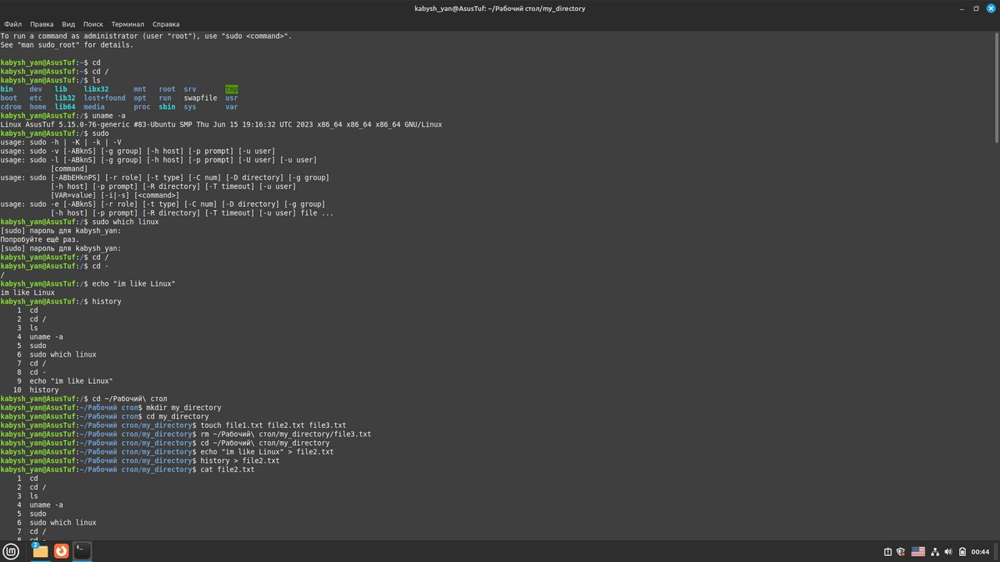 kabysh_yan@AsusTuf: ~/Рабочий стол/my_directory
Файл Правка Вид Поиск Терминал Справка
To run a command as administrator (user "root"), use "sudo <command>".
See "man sudo_root" for details.
kabysh_yan@AsusTuf:~$ cd
kabysh_yan@AsusTuf:~$ cd /
kabysh_yan@AsusTuf:/$ ls
bin dev lib libx32 mnt root srv tmp
boot etc lib32 lost+found opt run swapfile usr
cdrom home lib64 media proc sbin sys var
kabysh_yan@AsusTuf:/$ uname -a
Linux AsusTuf 5.15.0-76-generic #83-Ubuntu SMP Thu Jun 15 19:16:32 UTC 2023 x86_64 x86_64 x86_64 GNU/Linux
kabysh_yan@AsusTuf:/$ sudo
usage: sudo -h | -K | -k | -V
usage: sudo -v [-ABknS] [-g group] [-h host] [-p prompt] [-u user]
usage: sudo -l [-ABknS] [-g group] [-h host] [-p prompt] [-U user] [-u user]
[command]
usage: sudo [-ABbEHknPS] [-r role] [-t type] [-C num] [-D directory] [-g group]
[-h host] [-p prompt] [-R directory] [-T timeout] [-u user]
[VAR=value] [-i|-s] [<command>]
usage: sudo -e [-ABknS] [-r role] [-t type] [-C num] [-D directory] [-g group]
[-h host] [-p prompt] [-R directory] [-T timeout] [-u user] file ...
kabysh_yan@AsusTuf:/$ sudo which linux
[sudo] пароль для kabysh_yan:
Попробуйте ещё раз.
[sudo] пароль для kabysh_yan:
kabysh_yan@AsusTuf:/$ cd /
kabysh_yan@AsusTuf:/$ cd -
/
kabysh_yan@AsusTuf:/$ echo "im like Linux"
im like Linux
kabysh_yan@AsusTuf:/$ history
1 cd
2 cd /
3 ls
4 uname -a
5 sudo
6 sudo which linux
7 cd /
8 cd -
9 echo "im like Linux"
10 history
kabysh_yan@AsusTuf:/$ cd ~/Рабочий\ стол
kabysh_yan@AsusTuf:~/Рабочий стол$ mkdir my_directory
kabysh_yan@AsusTuf:~/Рабочий стол$ cd my_directory
kabysh_yan@AsusTuf:~/Рабочий стол/my_directory$ touch file1.txt file2.txt file3.txt
kabysh_yan@AsusTuf:~/Рабочий стол/my_directory$ rm ~/Рабочий\ стол/my_directory/file3.txt
kabysh_yan@AsusTuf:~/Рабочий стол/my_directory$ cd ~/Рабочий\ стол/my_directory
kabysh_yan@AsusTuf:~/Рабочий стол/my_directory$ echo "im like Linux" > file2.txt
kabysh_yan@AsusTuf:~/Рабочий стол/my_directory$ history > file2.txt
kabysh_yan@AsusTuf:~/Рабочий стол/my_directory$ cat file2.txt
1 cd
2 cd /
3 ls
4 uname -a
5 sudo
6 sudo which linux
7 cd /
8 cd -
2
00:44